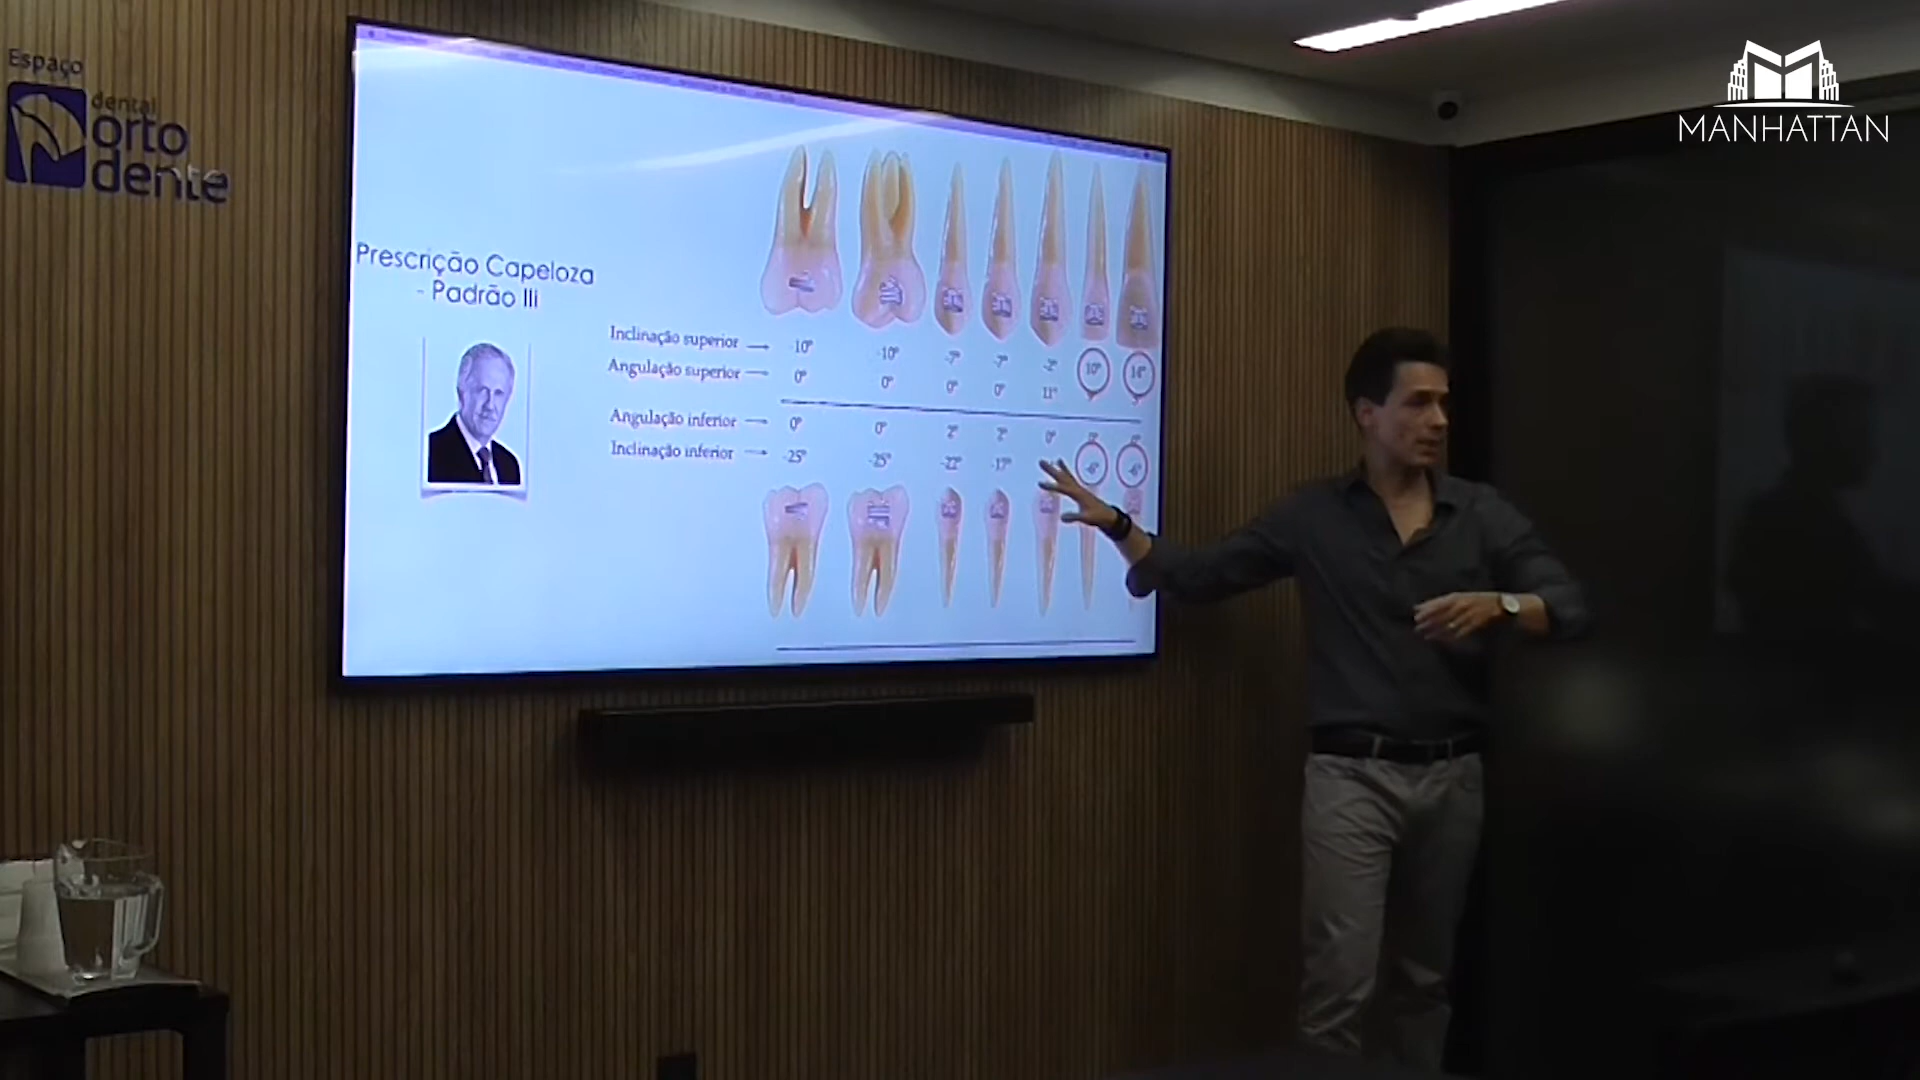 Espaço
dental
orto
dente
MANHATTAN
Prescrição Capeloza
- Padrão III
Inclinação superior -10° -10° -7° -7° -2° 10° 14°
Angulação superior 0° 0° 0° 0° 11°
Angulação inferior 0° 0° 2° 2° 0°
Inclinação inferior -25° -25° -22° -17° -6° -6°